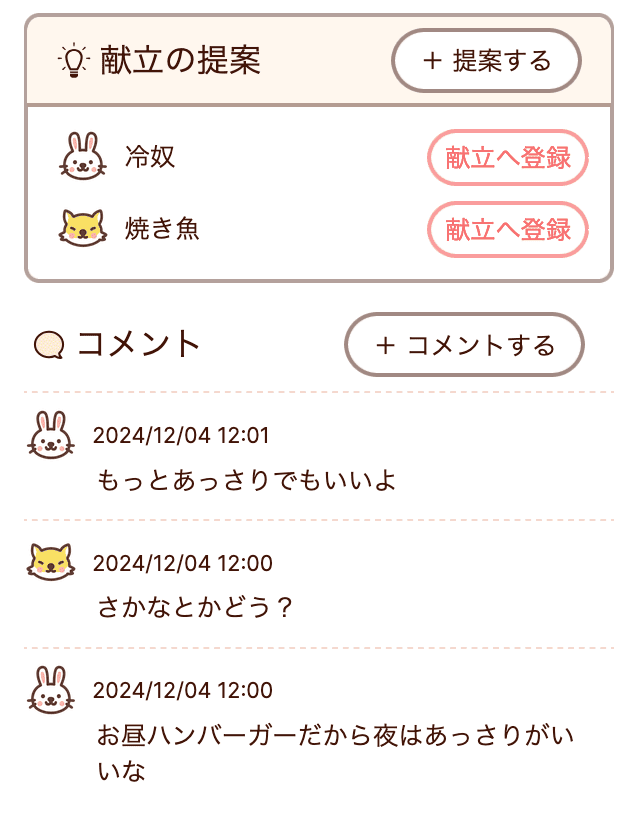 献立の提案
+ 提案する
冷奴
献立へ登録
焼き魚
献立へ登録
コメント
+ コメントする
2024/12/04 12:01
もっとあっさりでもいいよ
2024/12/04 12:00
さかなとかどう?
2024/12/04 12:00
お昼ハンバーガーだから夜はあっさりがい
いな